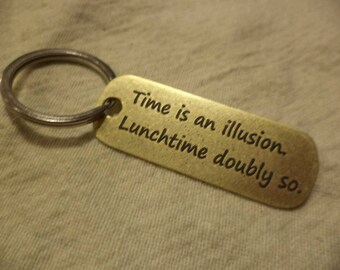 Time is an illusion.
Lunchtime doubly so.